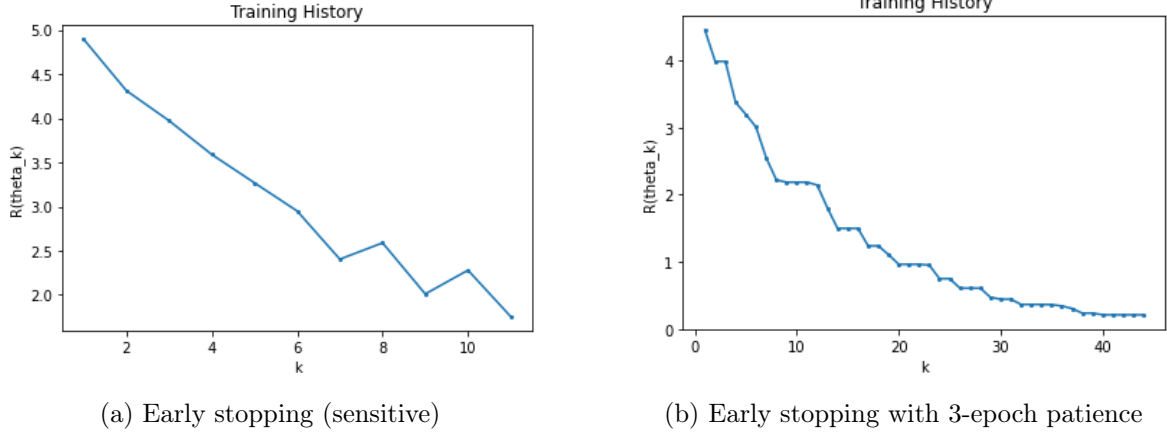 Training History
5.0
4.5
4.0
3.5
3.0
2.5
2.0
R(theta_k)
2 4 6 8 10
k
(a) Early stopping (sensitive)
Training History
4
3
2
1
0
R(theta_k)
0 10 20 30 40
k
(b) Early stopping with 3-epoch patience